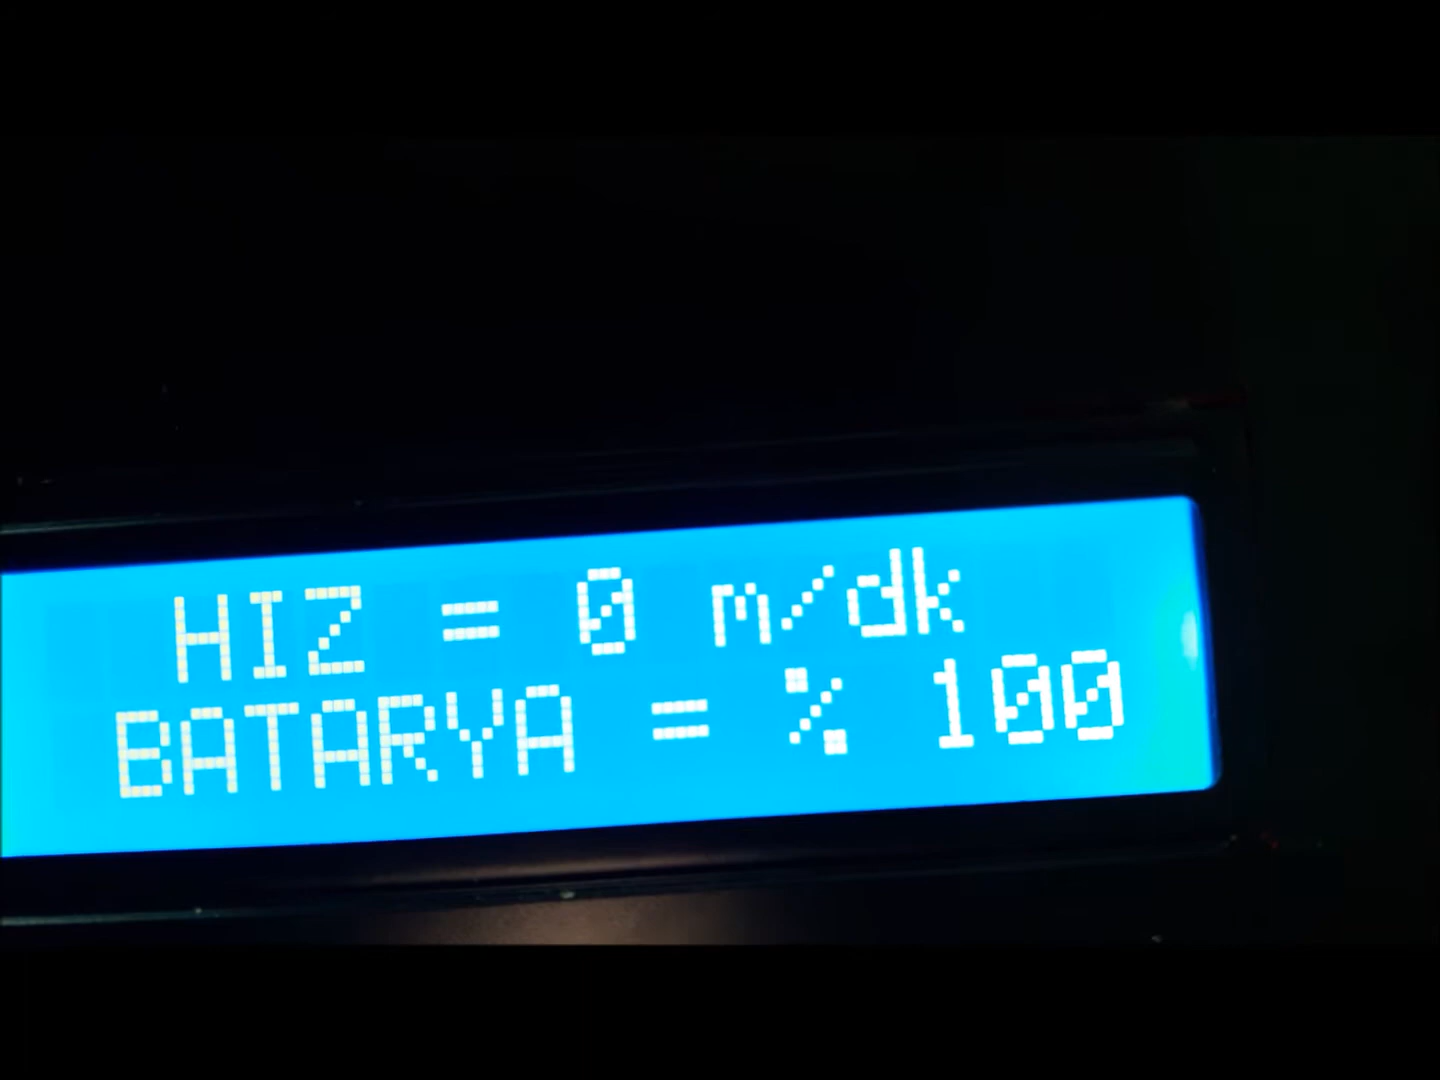 HIZ = 0 m/dk
BATARYA = % 100